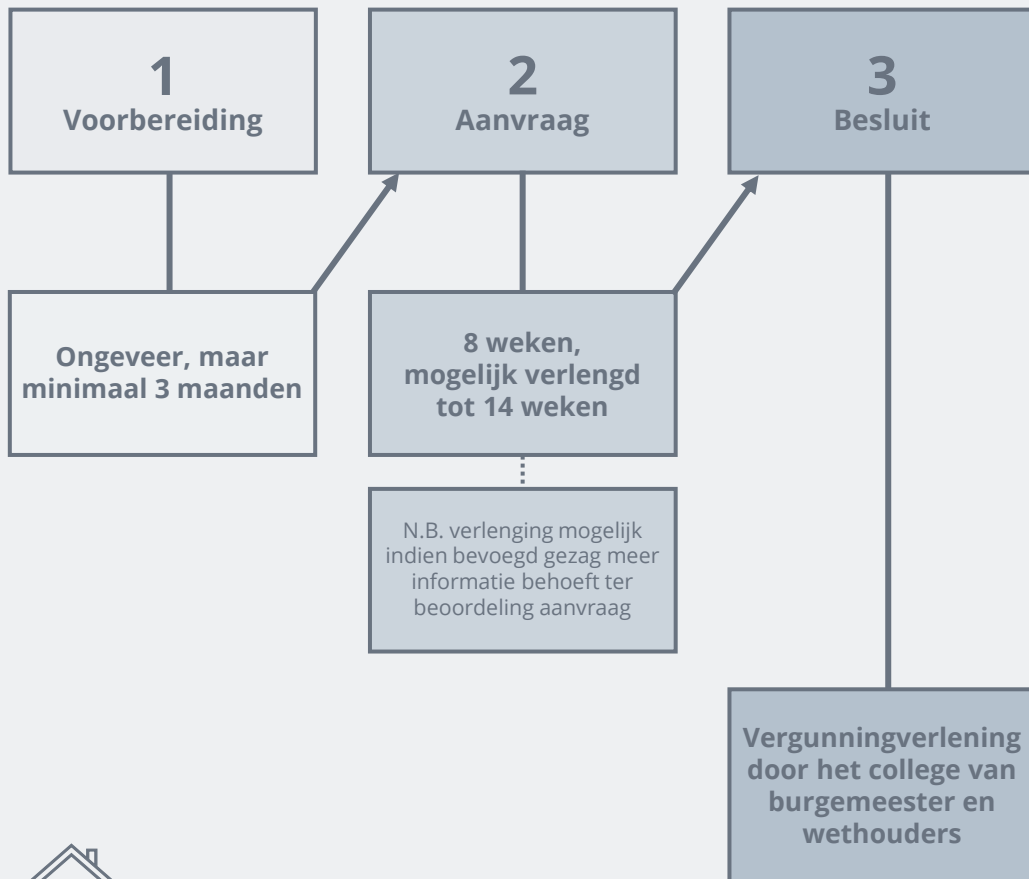 1
Voorbereiding
2
Aanvraag
3
Besluit
Ongeveer, maar
minimaal 3 maanden
8 weken,
mogelijk verlengd
tot 14 weken
N.B. verlenging mogelijk
indien bevoegd gezag meer
informatie behoeft ter
beoordeling aanvraag
Vergunningverlening
door het college van
burgemeester en
wethouders